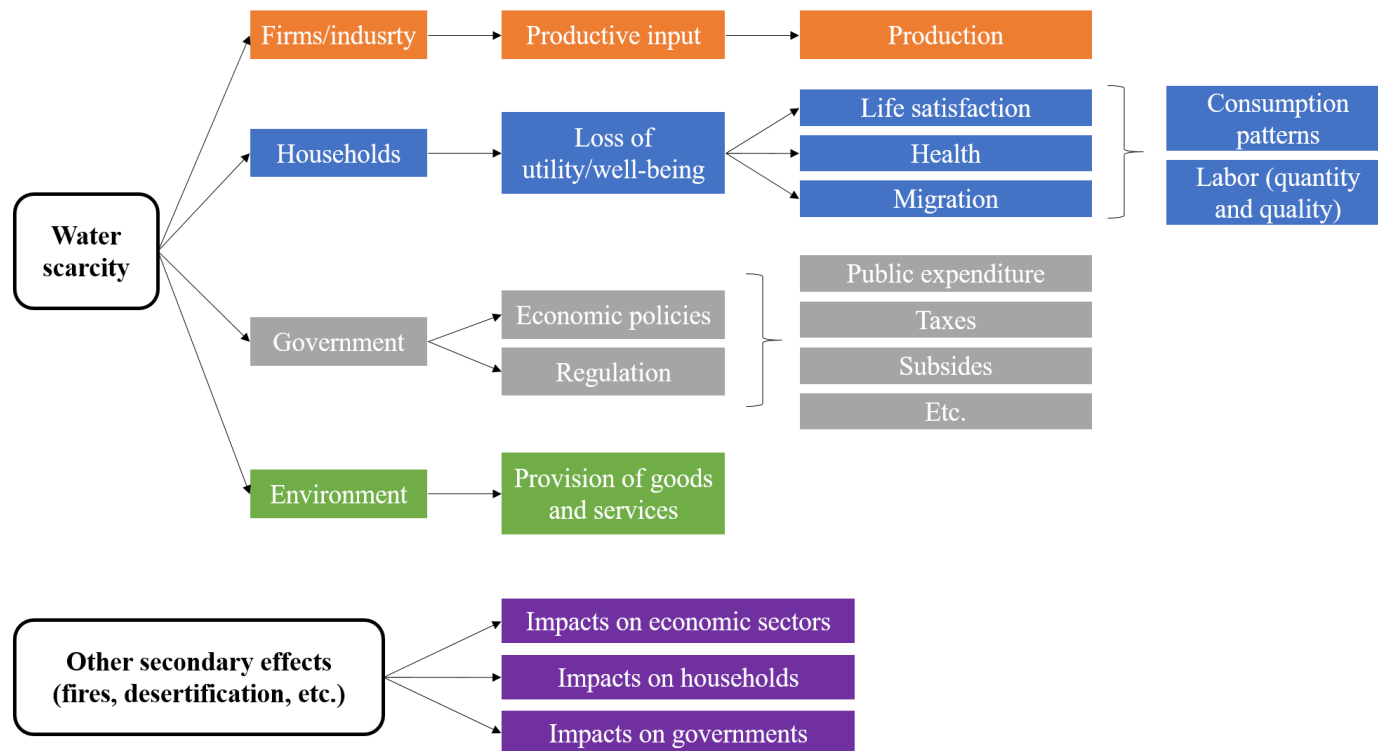 Firms/indusrty
Productive input
Production
Households
Loss of
utility/well-being
Life satisfaction
Health
Migration
Consumption
patterns
Labor (quantity
and quality)
Water
scarcity
Government
Economic policies
Regulation
Public expenditure
Taxes
Subsides
Etc.
Environment
Provision of goods
and services
Other secondary effects
(fires, desertification, etc.)
Impacts on economic sectors
Impacts on households
Impacts on governments